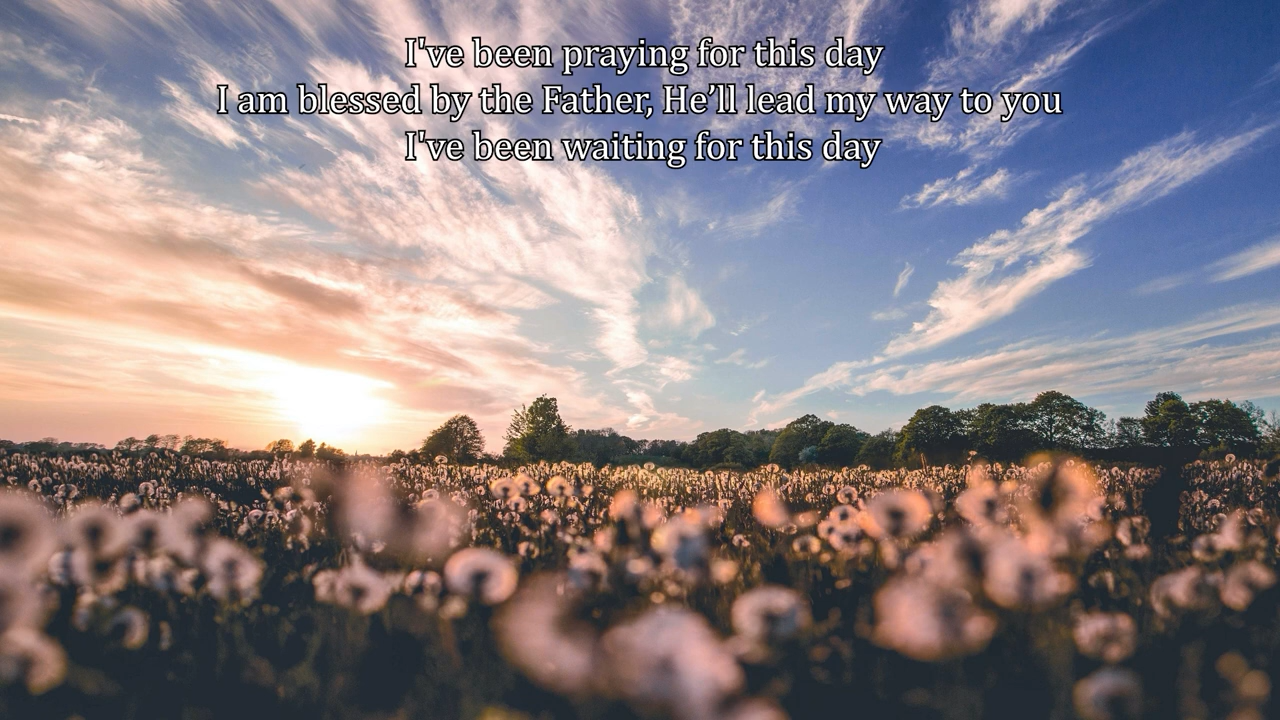 I've been praying for this day
I am blessed by the Father, He’ll lead my way to you
I've been waiting for this day